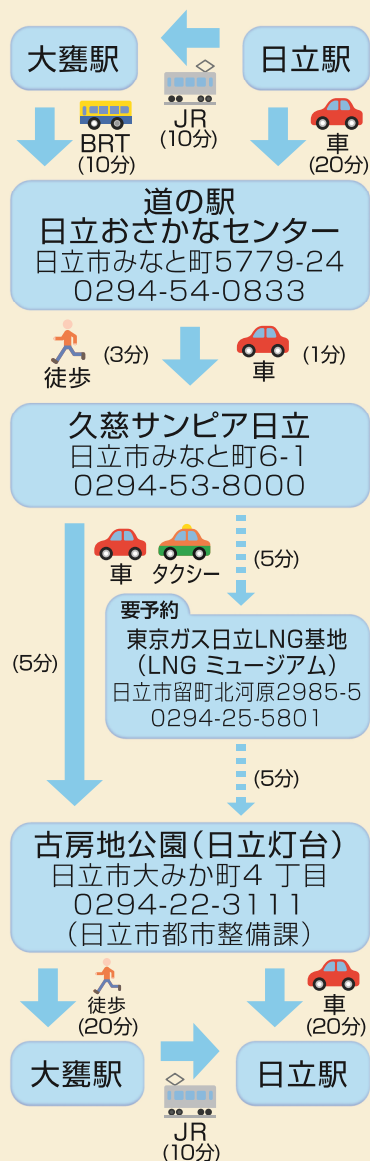 大甕駅
日立駅
JR
(10分)
BRT
(10分)
車
(20分)
道の駅
日立おさかなセンター
日立市みなと町5779-24
0294-54-0833
徒歩
(3分)
車
(1分)
久慈サンピア日立
日立市みなと町6-1
0294-53-8000
車
タクシー
(5分)
(5分)
要予約
東京ガス日立LNG基地
(LNG ミュージアム)
日立市留町北河原2985-5
0294-25-5801
(5分)
古房地公園(日立灯台)
日立市大みか町4 丁目
0294-22-3111
(日立市都市整備課)
徒歩
(20分)
車
(20分)
大甕駅
日立駅
JR
(10分)